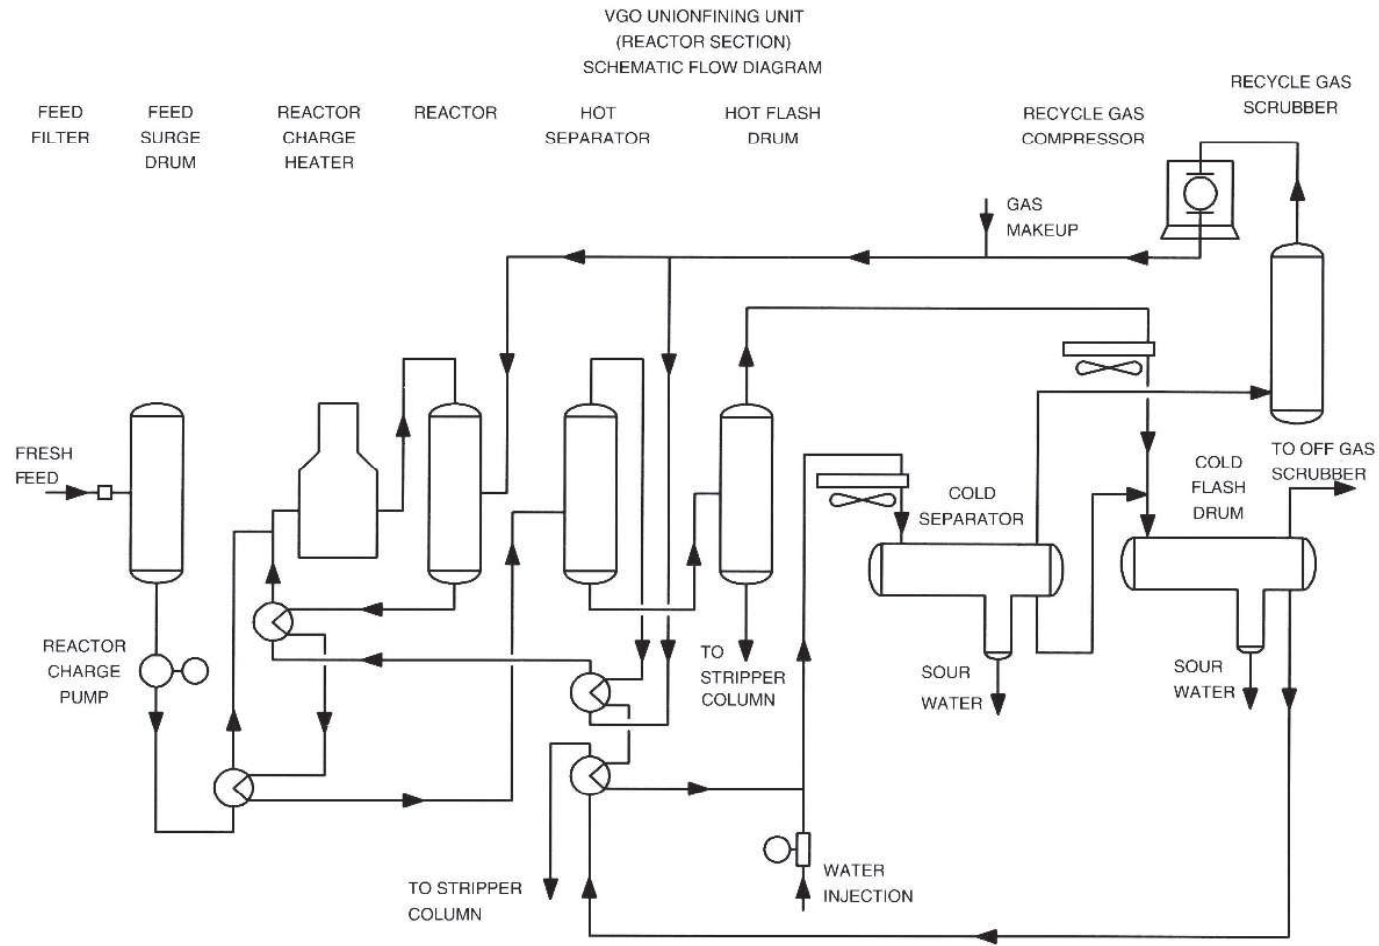 VGO UNIONFINING UNIT
(REACTOR SECTION)
SCHEMATIC FLOW DIAGRAM
FEED
FILTER
FEED
SURGE
DRUM
REACTOR
CHARGE
HEATER
REACTOR
HOT
SEPARATOR
HOT FLASH
DRUM
RECYCLE GAS
COMPRESSOR
RECYCLE GAS
SCRUBBER
GAS
MAKEUP
FRESH
FEED
TO OFF GAS
SCRUBBER
COLD
FLASH
DRUM
COLD
SEPARATOR
REACTOR
CHARGE
PUMP
TO
STRIPPER
COLUMN
SOUR
WATER
SOUR
WATER
TO STRIPPER
COLUMN
WATER
INJECTION